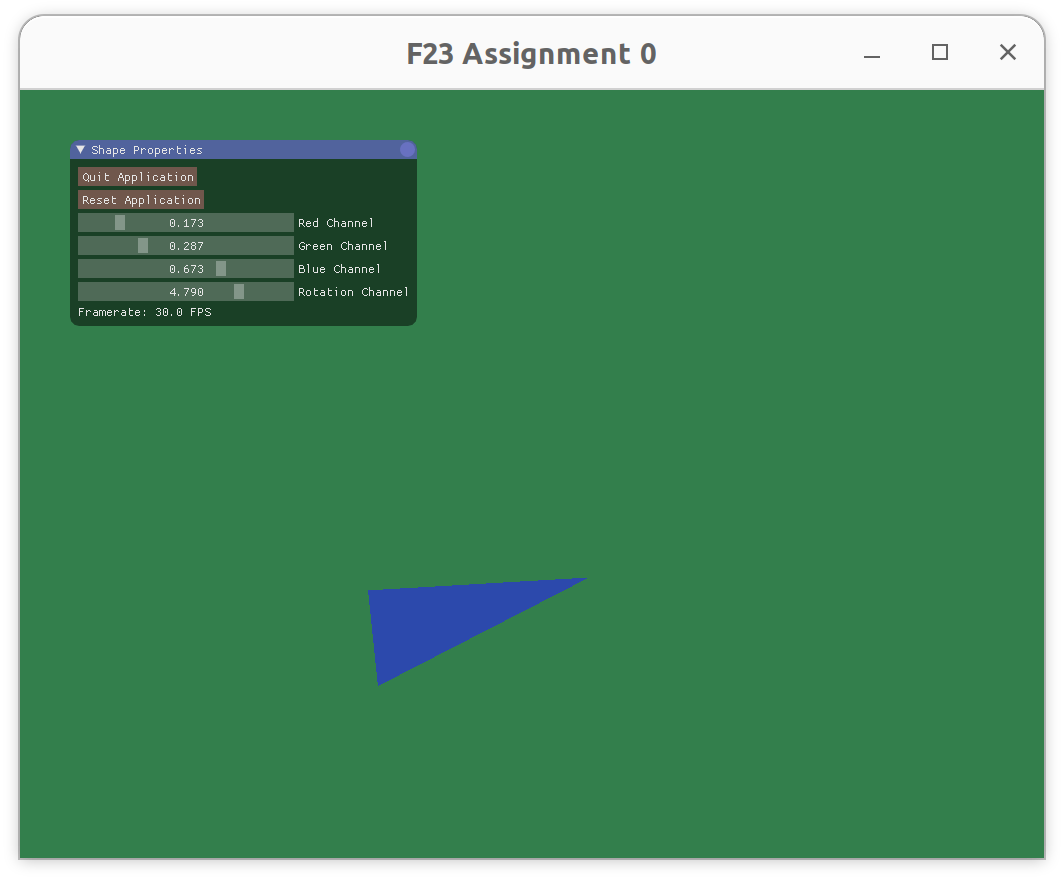 F23 Assignment 0
Shape Properties
Quit Application
Reset Application
0.173 Red Channel
0.287 Green Channel
0.673 Blue Channel
4.790 Rotation Channel
Framerate: 30.0 FPS